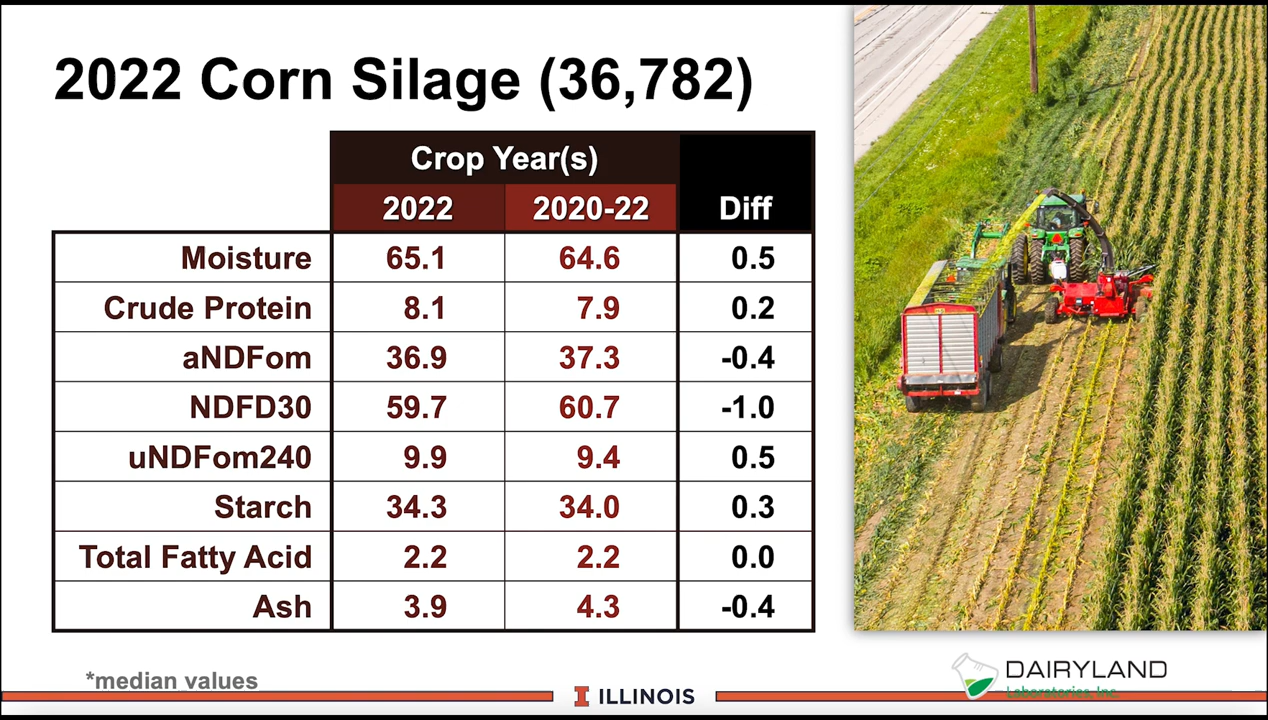 2022 Corn Silage (36,782)
Crop Year(s)
2022 2020-22 Diff
Moisture 65.1 64.6 0.5
Crude Protein 8.1 7.9 0.2
aNDFom 36.9 37.3 -0.4
NDFD30 59.7 60.7 -1.0
uNDFom240 9.9 9.4 0.5
Starch 34.3 34.0 0.3
Total Fatty Acid 2.2 2.2 0.0
Ash 3.9 4.3 -0.4
*median values
I ILLINOIS
DAIRYLAND
Laboratories, Inc.